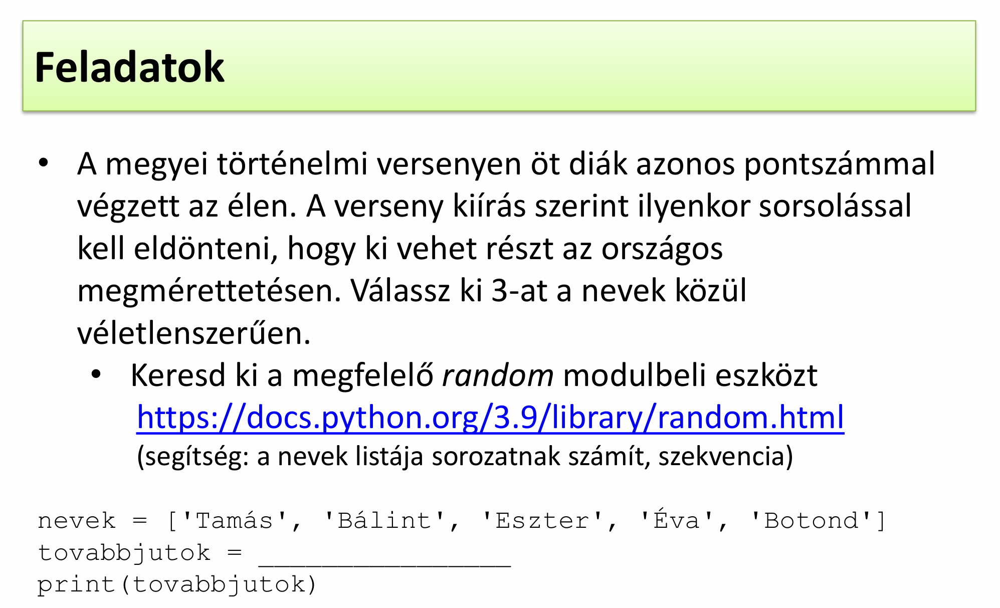 Feladatok
• A megyei történelmi versenyen öt diák azonos pontszámmal
végzett az élen. A verseny kiírás szerint ilyenkor sorsolással
kell eldönteni, hogy ki vehet részt az országos
megmérettetésen. Válassz ki 3-at a nevek közül
véletlenszerűen.
• Keresd ki a megfelelő random modulbeli eszközt
https://docs.python.org/3.9/library/random.html
(segítség: a nevek listája sorozatnak számít, szekvencia)
nevek = ['Tamás', 'Bálint', 'Eszter', 'Éva', 'Botond']
tovabbjutok = ________________
print(tovabbjutok)